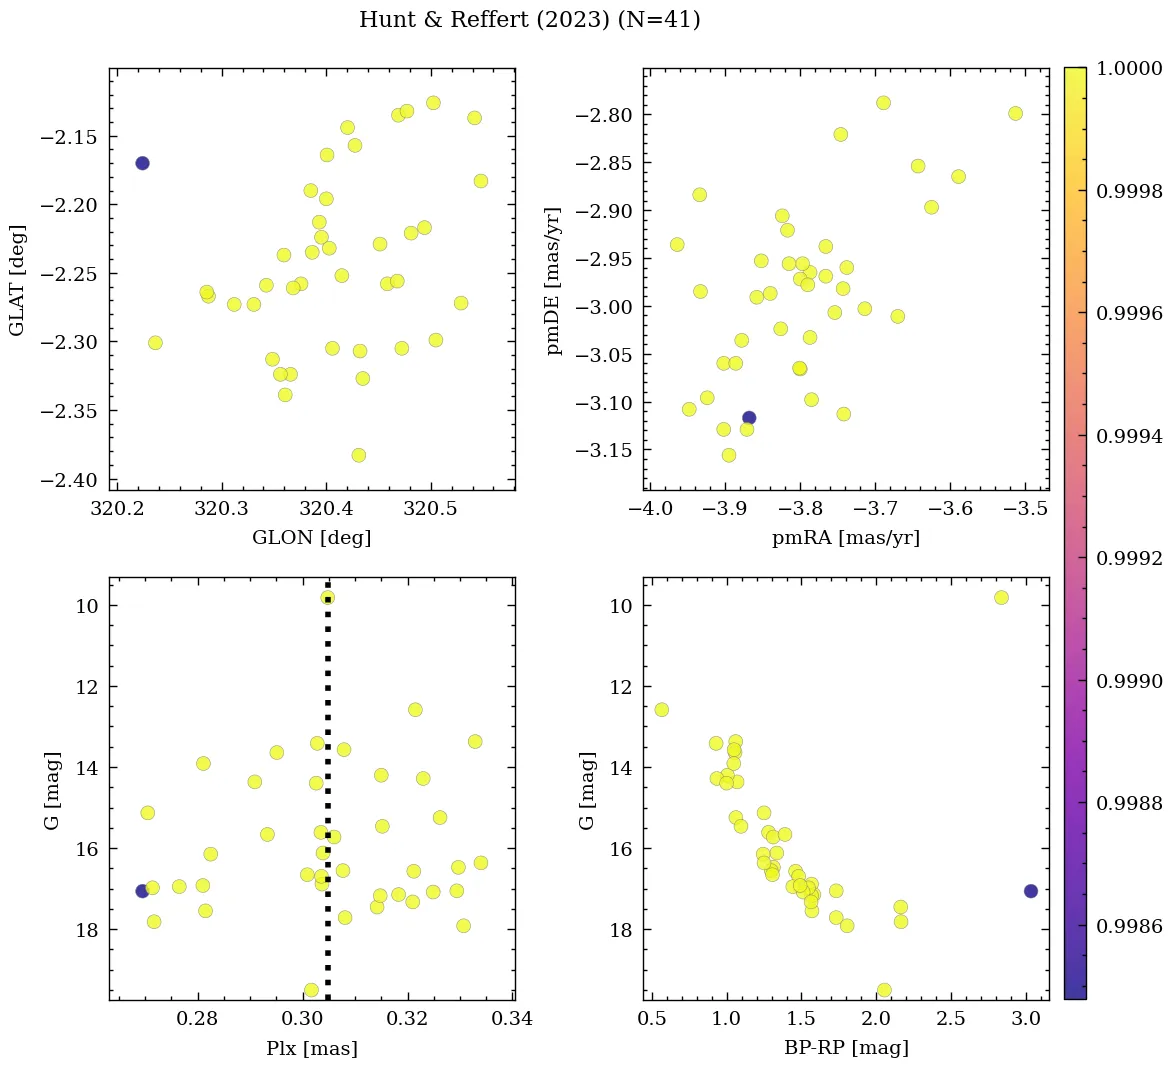 Hunt & Reffert (2023) (N=41)
−2.15
−2.20
−2.25
−2.30
−2.35
−2.40
GLAT [deg]
320.2 320.3 320.4 320.5
GLON [deg]
−2.80
−2.85
−2.90
−2.95
−3.00
−3.05
−3.10
−3.15
pmDE [mas/yr]
−4.0 −3.9 −3.8 −3.7 −3.6 −3.5
pmRA [mas/yr]
10
12
14
16
18
G [mag]
0.28 0.30 0.32 0.34
Plx [mas]
10
12
14
16
18
G [mag]
0.5 1.0 1.5 2.0 2.5 3.0
BP-RP [mag]
1.0000
0.9998
0.9996
0.9994
0.9992
0.9990
0.9988
0.9986